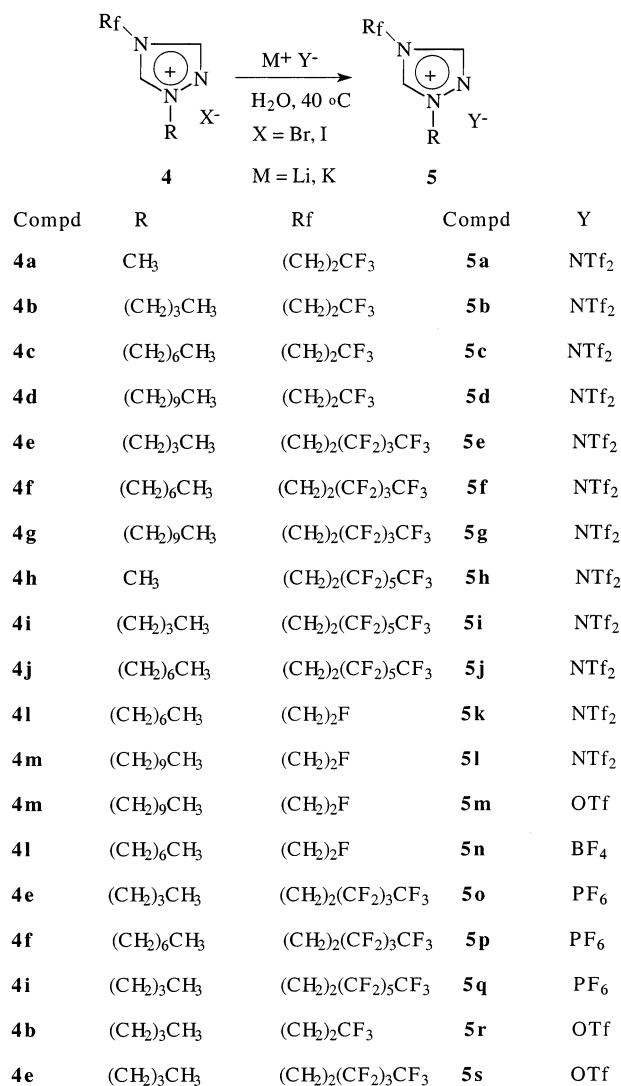 Rf Rf
N N
M+ Y-
+ N + N
N H2O, 40 oC N
R X- X = Br, I R Y-
4 M = Li, K 5
Compd R Rf Compd Y
4a CH3 (CH2)2CF3 5a NTf2
4b (CH2)3CH3 (CH2)2CF3 5b NTf2
4c (CH2)6CH3 (CH2)2CF3 5c NTf2
4d (CH2)9CH3 (CH2)2CF3 5d NTf2
4e (CH2)3CH3 (CH2)2(CF2)3CF3 5e NTf2
4f (CH2)6CH3 (CH2)2(CF2)3CF3 5f NTf2
4g (CH2)9CH3 (CH2)2(CF2)3CF3 5g NTf2
4h CH3 (CH2)2(CF2)5CF3 5h NTf2
4i (CH2)3CH3 (CH2)2(CF2)5CF3 5i NTf2
4j (CH2)6CH3 (CH2)2(CF2)5CF3 5j NTf2
4l (CH2)6CH3 (CH2)2F 5k NTf2
4m (CH2)9CH3 (CH2)2F 5l NTf2
4m (CH2)9CH3 (CH2)2F 5m OTf
4l (CH2)6CH3 (CH2)2F 5n BF4
4e (CH2)3CH3 (CH2)2(CF2)3CF3 5o PF6
4f (CH2)6CH3 (CH2)2(CF2)3CF3 5p PF6
4i (CH2)3CH3 (CH2)2(CF2)5CF3 5q PF6
4b (CH2)3CH3 (CH2)2CF3 5r OTf
4e (CH2)3CH3 (CH2)2(CF2)3CF3 5s OTf